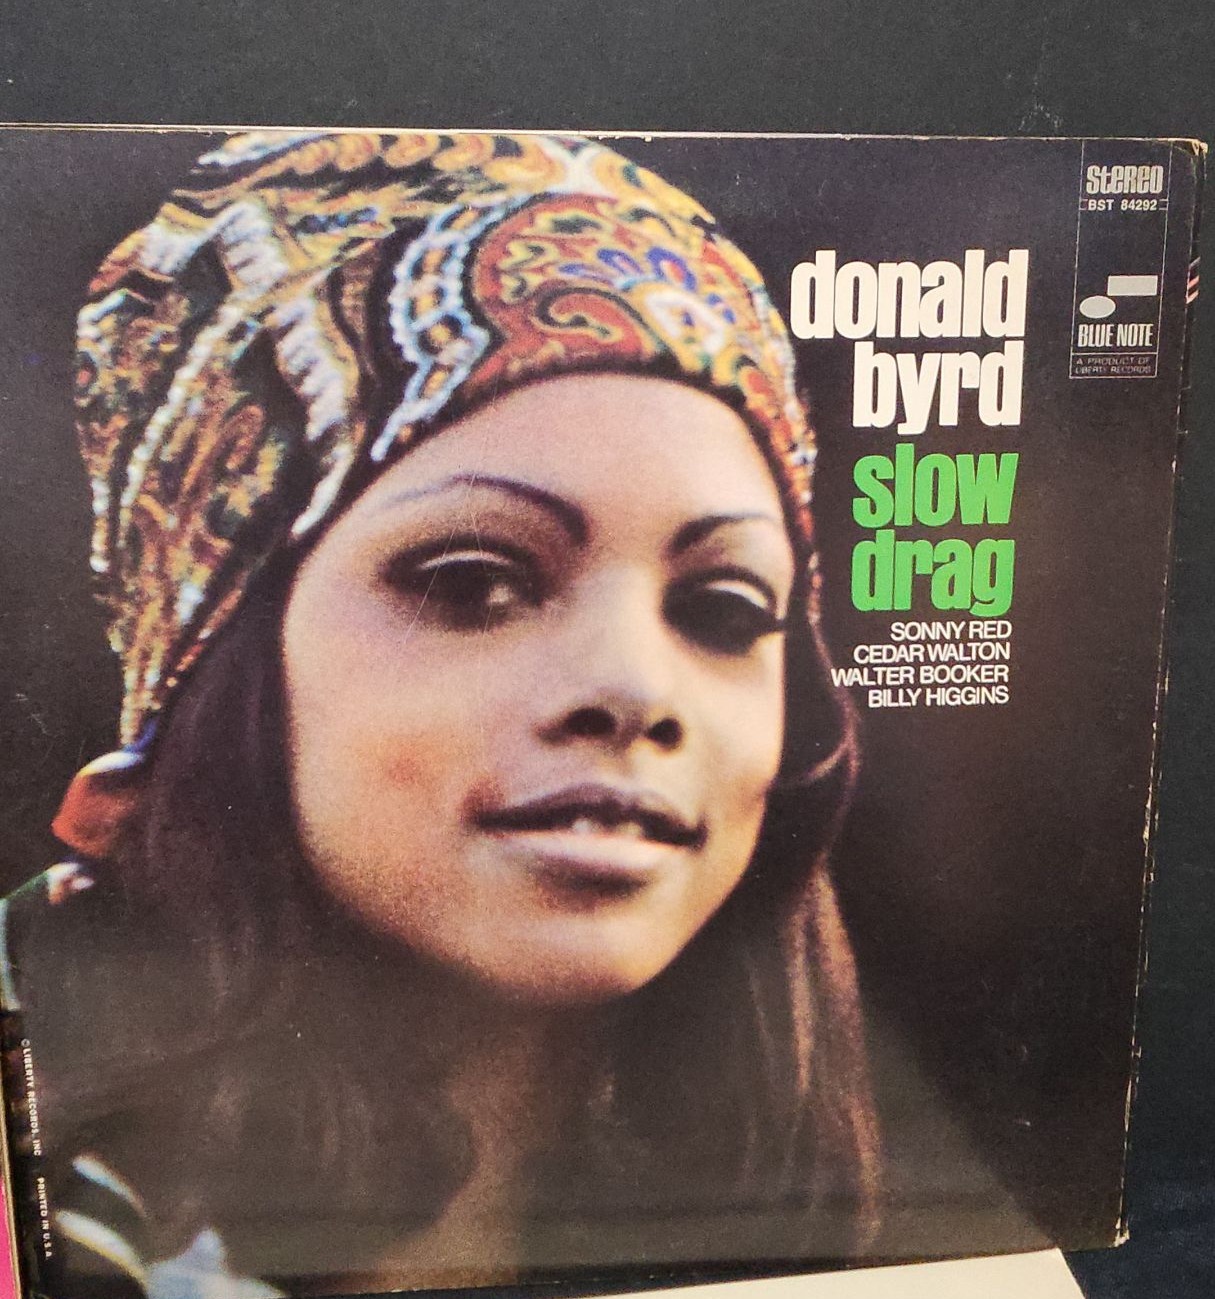 stereo
BST 84292
BLUE NOTE
A PRODUCT OF
LIBERTY RECORDS
donald
byrd
slow
drag
SONNY RED
CEDAR WALTON
WALTER BOOKER
BILLY HIGGINS
© LIBERTY RECORDS, INC
PRINTED IN U.S.A.